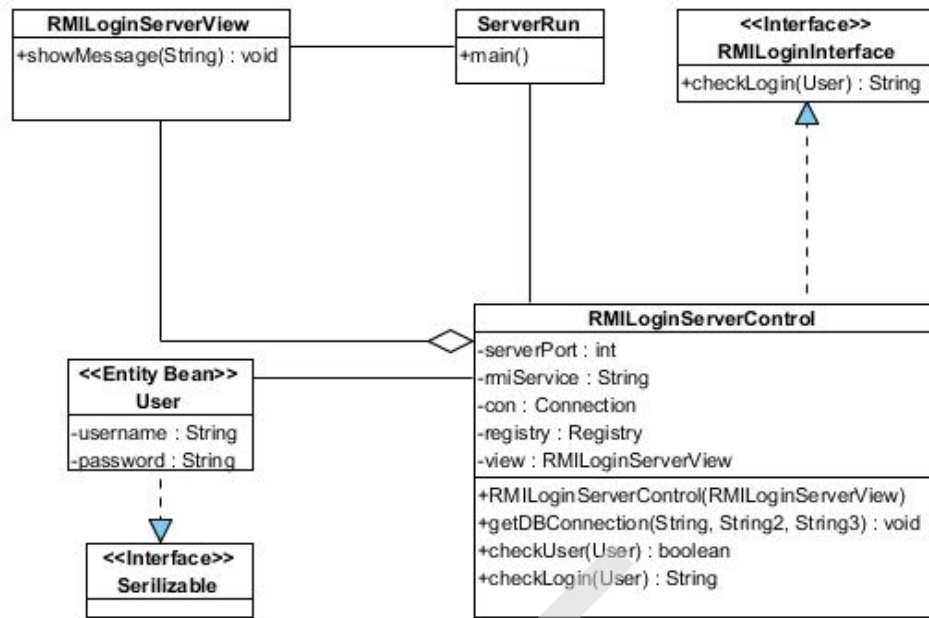 RMILoginServerView
+showMessage(String) : void
ServerRun
+main()
<<Interface>>
RMILoginInterface
+checkLogin(User) : String
RMILoginServerControl
-serverPort : int
-rmiService : String
-con : Connection
-registry : Registry
-view : RMILoginServerView
+RMILoginServerControl(RMILoginServerView)
+getDBConnection(String, String2, String3) : void
+checkUser(User) : boolean
+checkLogin(User) : String
<<Entity Bean>>
User
-username : String
-password : String
<<Interface>>
Serilizable